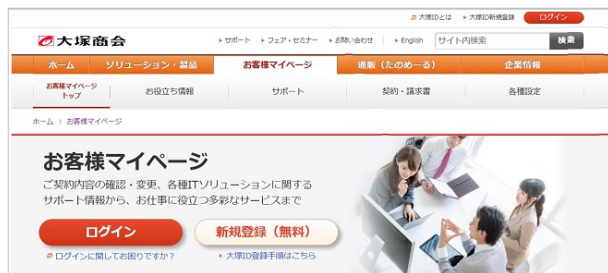 大塚IDとは 大塚ID新規登録 ログイン
大塚商会 サポート フェア・セミナー お問い合わせ English サイト内検索 検索
ホーム ソリューション・製品 お客様マイページ 通販（たのめーる） 企業情報
お客様マイページ
トップ お役立ち情報 サポート 契約・請求書 各種設定
ホーム > お客様マイページ
お客様マイページ
ご契約内容の確認・変更、各種ITソリューションに関する
サポート情報から、お仕事に役立つ多彩なサービスまで
ログイン 新規登録（無料）
ログインに関してお困りですか？ 大塚ID登録手順はこちら